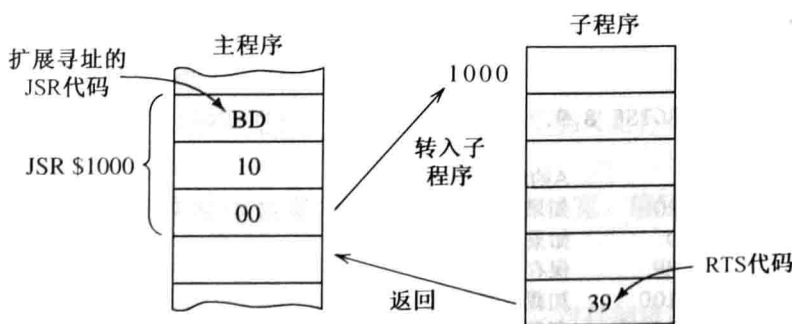 主程序
子程序
扩展寻址的
JSR代码
1000
BD
JSR $1000
10
转入子
程序
00
RTS代码
返回
39